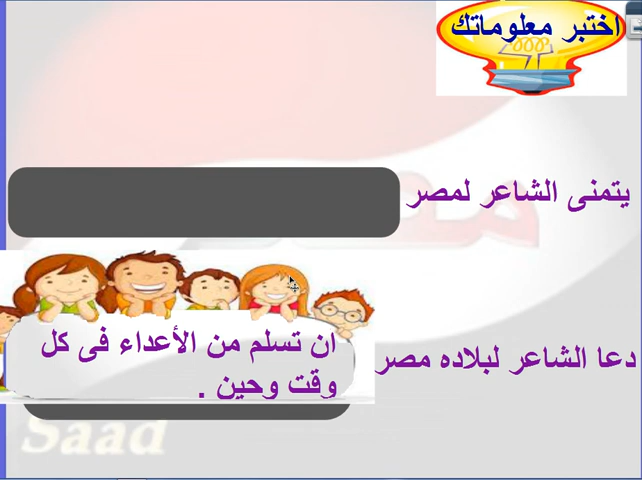 اختبر معلوماتك
يتمنى الشاعر لمصر
دعا الشاعر لبلاده مصر
ان تسلم من الأعداء فى كل
وقت وحين .
Saad